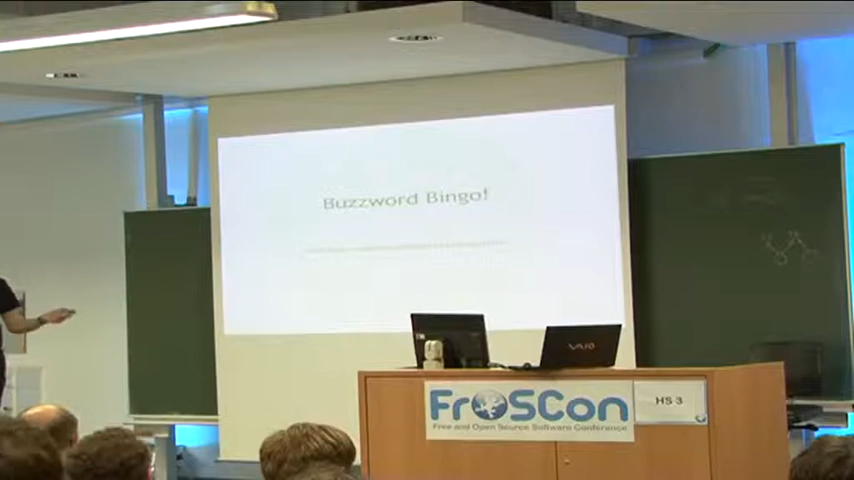 Buzzword Bingo!
VAIO
FrOSCon
Free and Open Source Software Conference
HS 3